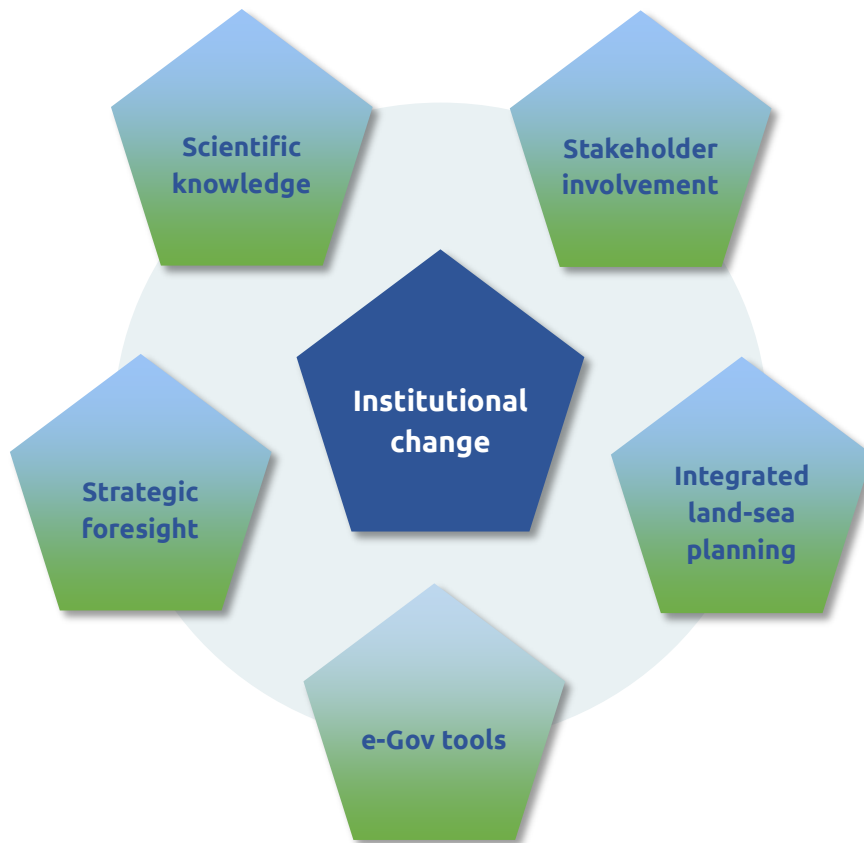 Scientific
knowledge
Stakeholder
involvement
Institutional
change
Strategic
foresight
Integrated
land-sea
planning
e-Gov tools